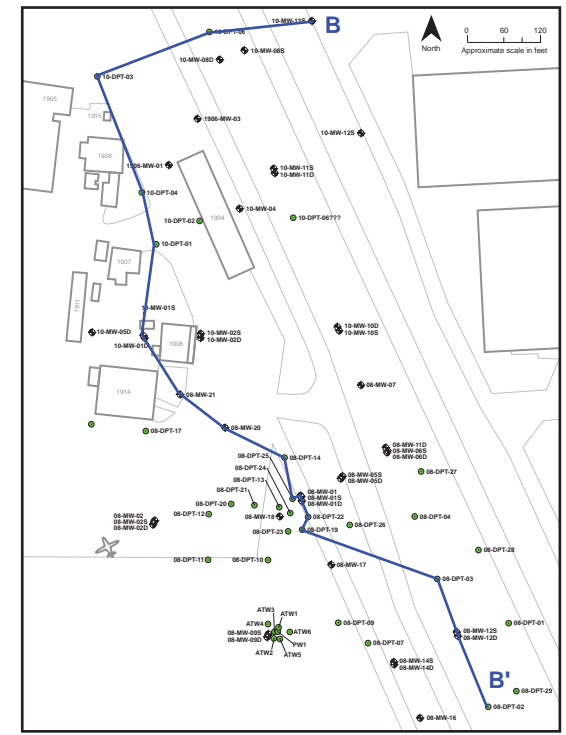 10-MW-13S
B
10-DPT-06
0 60 120
North
Approximate scale in feet
10-MW-08S
10-MW-08D
10-DPT-03
1905
1915
1906-MW-03
10-MW-12S
1906
1906-MW-01
10-MW-11S
10-MW-11D
10-DPT-04
1904
10-MW-04
10-DPT-02
10-DPT-06???
10-DPT-01
1907
1911
10-MW-01S
10-MW-05D
10-MW-01D
1908
10-MW-02S
10-MW-02D
10-MW-10D
10-MW-10S
1914
08-MW-21
08-MW-07
08-DPT-17
08-MW-20
08-MW-11D
08-MW-06S
08-MW-06D
08-DPT-25
08-DPT-14
08-DPT-24
08-DPT-13
08-MW-05S
08-MW-05D
08-DPT-27
08-DPT-21
08-MW-01
08-MW-01S
08-MW-01D
08-DPT-20
08-DPT-12
08-MW-18
08-DPT-22
08-DPT-04
08-MW-02
08-MW-02S
08-MW-02D
08-DPT-23
08-DPT-19
08-DPT-26
08-DPT-28
08-DPT-11
08-DPT-10
08-MW-17
08-DPT-03
ATW3
ATW1
ATW4
08-MW-09S
08-MW-09D
ATW6
PW1
ATW2
ATW5
08-DPT-09
08-DPT-07
08-MW-12S
08-MW-12D
08-DPT-01
08-MW-14S
08-MW-14D
B'
08-DPT-29
08-DPT-02
08-MW-16